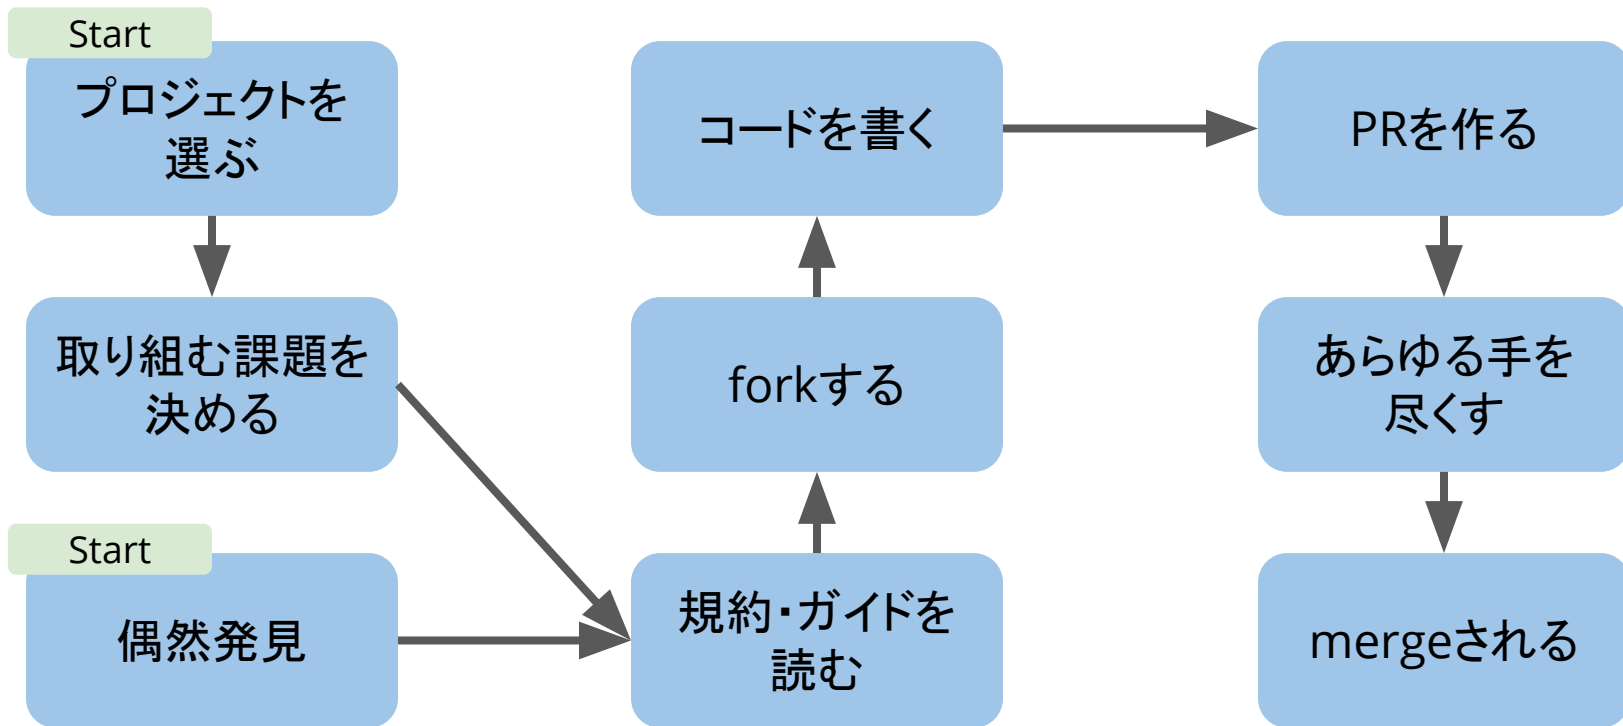 Start
プロジェクトを
選ぶ
取り組む課題を
決める
Start
偶然発見
規約・ガイドを
読む
forkする
コードを書く
PRを作る
あらゆる手を
尽くす
mergeされる